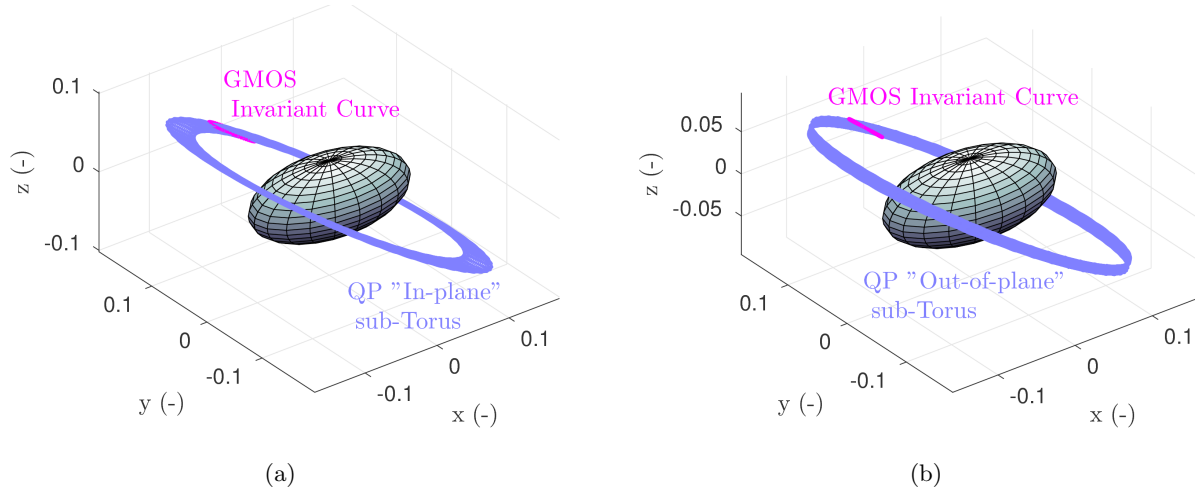 GMOS
Invariant Curve
0.1
0
-0.1
z (-)
QP "In-plane"
sub-Torus
0.1
0
-0.1
y (-)
-0.1
0
0.1
x (-)
(a)
GMOS Invariant Curve
0.05
0
-0.05
z (-)
QP "Out-of-plane"
sub-Torus
0.1
0
-0.1
y (-)
-0.1
0
0.1
x (-)
(b)